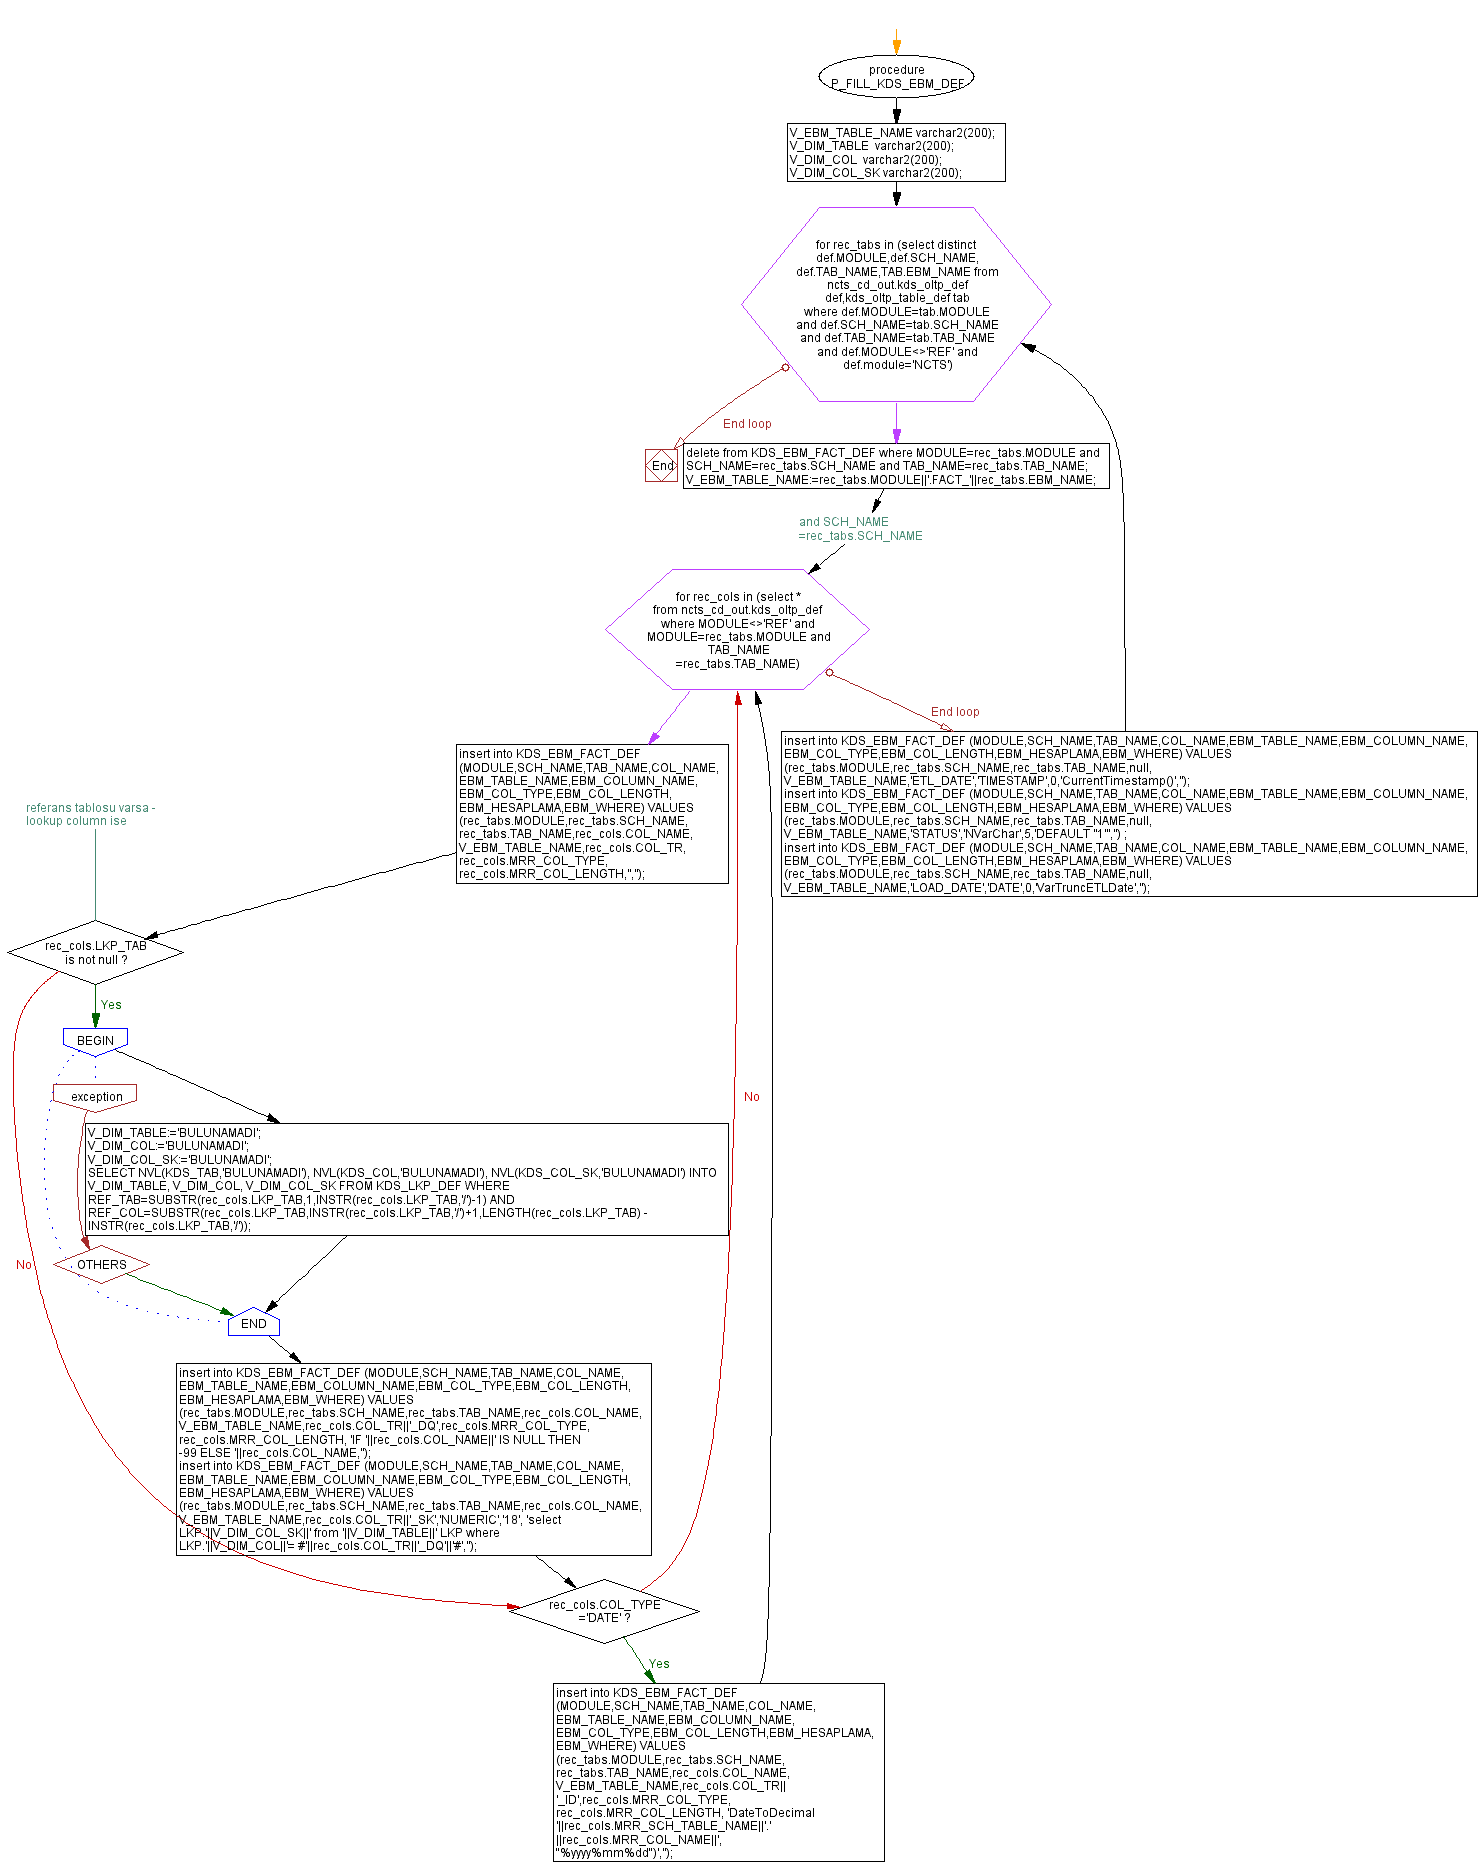 procedure
P_FILL_KDS_EBM_DEF
V_EBM_TABLE_NAME varchar2(200);
V_DIM_TABLE  varchar2(200);
V_DIM_COL  varchar2(200);
V_DIM_COL_SK varchar2(200);
for rec_tabs in (select distinct
def.MODULE,def.SCH_NAME,
def.TAB_NAME,TAB.EBM_NAME from
ncts_cd_out.kds_oltp_def
def,kds_oltp_table_def tab
where def.MODULE=tab.MODULE
and def.SCH_NAME=tab.SCH_NAME
and def.TAB_NAME=tab.TAB_NAME
and def.MODULE<>'REF' and
def.module='NCTS')
End loop
End
delete from KDS_EBM_FACT_DEF where MODULE=rec_tabs.MODULE and
SCH_NAME=rec_tabs.SCH_NAME and TAB_NAME=rec_tabs.TAB_NAME;
V_EBM_TABLE_NAME:=rec_tabs.MODULE||'.FACT_'||rec_tabs.EBM_NAME;
and SCH_NAME
=rec_tabs.SCH_NAME
for rec_cols in (select *
from ncts_cd_out.kds_oltp_def
where MODULE<>'REF' and
MODULE=rec_tabs.MODULE and
TAB_NAME
=rec_tabs.TAB_NAME)
End loop
insert into KDS_EBM_FACT_DEF (MODULE,SCH_NAME,TAB_NAME,COL_NAME,EBM_TABLE_NAME,EBM_COLUMN_NAME,
EBM_COL_TYPE,EBM_COL_LENGTH,EBM_HESAPLAMA,EBM_WHERE) VALUES
(rec_tabs.MODULE,rec_tabs.SCH_NAME,rec_tabs.TAB_NAME,null,
V_EBM_TABLE_NAME,'ETL_DATE','TIMESTAMP',0,'CurrentTimestamp()','');
insert into KDS_EBM_FACT_DEF (MODULE,SCH_NAME,TAB_NAME,COL_NAME,EBM_TABLE_NAME,EBM_COLUMN_NAME,
EBM_COL_TYPE,EBM_COL_LENGTH,EBM_HESAPLAMA,EBM_WHERE) VALUES
(rec_tabs.MODULE,rec_tabs.SCH_NAME,rec_tabs.TAB_NAME,null,
V_EBM_TABLE_NAME,'STATUS','NVarChar',5,'DEFAULT ''1''','') ;
insert into KDS_EBM_FACT_DEF (MODULE,SCH_NAME,TAB_NAME,COL_NAME,EBM_TABLE_NAME,EBM_COLUMN_NAME,
EBM_COL_TYPE,EBM_COL_LENGTH,EBM_HESAPLAMA,EBM_WHERE) VALUES
(rec_tabs.MODULE,rec_tabs.SCH_NAME,rec_tabs.TAB_NAME,null,
V_EBM_TABLE_NAME,'LOAD_DATE','DATE',0,'VarTruncETLDate','');
insert into KDS_EBM_FACT_DEF
(MODULE,SCH_NAME,TAB_NAME,COL_NAME,
EBM_TABLE_NAME,EBM_COLUMN_NAME,
EBM_COL_TYPE,EBM_COL_LENGTH,
EBM_HESAPLAMA,EBM_WHERE) VALUES
(rec_tabs.MODULE,rec_tabs.SCH_NAME,
rec_tabs.TAB_NAME,rec_cols.COL_NAME,
V_EBM_TABLE_NAME,rec_cols.COL_TR,
rec_cols.MRR_COL_TYPE,
rec_cols.MRR_COL_LENGTH,'','');
referans tablosu varsa -
lookup column ise
rec_cols.LKP_TAB
is not null ?
Yes
BEGIN
exception
No
V_DIM_TABLE:='BULUNAMADI';
V_DIM_COL:='BULUNAMADI';
V_DIM_COL_SK:='BULUNAMADI';
SELECT NVL(KDS_TAB,'BULUNAMADI'), NVL(KDS_COL,'BULUNAMADI'), NVL(KDS_COL_SK,'BULUNAMADI') INTO
V_DIM_TABLE, V_DIM_COL, V_DIM_COL_SK FROM KDS_LKP_DEF WHERE
REF_TAB=SUBSTR(rec_cols.LKP_TAB,1,INSTR(rec_cols.LKP_TAB,'/')-1) AND
REF_COL=SUBSTR(rec_cols.LKP_TAB,INSTR(rec_cols.LKP_TAB,'/')+1,LENGTH(rec_cols.LKP_TAB) -
INSTR(rec_cols.LKP_TAB,'/'));
No
OTHERS
END
insert into KDS_EBM_FACT_DEF (MODULE,SCH_NAME,TAB_NAME,COL_NAME,
EBM_TABLE_NAME,EBM_COLUMN_NAME,EBM_COL_TYPE,EBM_COL_LENGTH,
EBM_HESAPLAMA,EBM_WHERE) VALUES
(rec_tabs.MODULE,rec_tabs.SCH_NAME,rec_tabs.TAB_NAME,rec_cols.COL_NAME,
V_EBM_TABLE_NAME,rec_cols.COL_TR||'_DQ',rec_cols.MRR_COL_TYPE,
rec_cols.MRR_COL_LENGTH, 'IF '||rec_cols.COL_NAME||' IS NULL THEN
-99 ELSE '||rec_cols.COL_NAME,'');
insert into KDS_EBM_FACT_DEF (MODULE,SCH_NAME,TAB_NAME,COL_NAME,
EBM_TABLE_NAME,EBM_COLUMN_NAME,EBM_COL_TYPE,EBM_COL_LENGTH,
EBM_HESAPLAMA,EBM_WHERE) VALUES
(rec_tabs.MODULE,rec_tabs.SCH_NAME,rec_tabs.TAB_NAME,rec_cols.COL_NAME,
V_EBM_TABLE_NAME,rec_cols.COL_TR||'_SK','NUMERIC','18', 'select
LKP.'||V_DIM_COL_SK||' from '||V_DIM_TABLE||' LKP where
LKP.'||V_DIM_COL||'= #'||rec_cols.COL_TR||'_DQ'||'#','');
rec_cols.COL_TYPE
='DATE' ?
Yes
insert into KDS_EBM_FACT_DEF
(MODULE,SCH_NAME,TAB_NAME,COL_NAME,
EBM_TABLE_NAME,EBM_COLUMN_NAME,
EBM_COL_TYPE,EBM_COL_LENGTH,EBM_HESAPLAMA,
EBM_WHERE) VALUES
(rec_tabs.MODULE,rec_tabs.SCH_NAME,
rec_tabs.TAB_NAME,rec_cols.COL_NAME,
V_EBM_TABLE_NAME,rec_cols.COL_TR||
'_ID',rec_cols.MRR_COL_TYPE,
rec_cols.MRR_COL_LENGTH, 'DateToDecimal
'||rec_cols.MRR_SCH_TABLE_NAME||'.'
||rec_cols.MRR_COL_NAME||',
''%yyyy%mm%dd'')','');